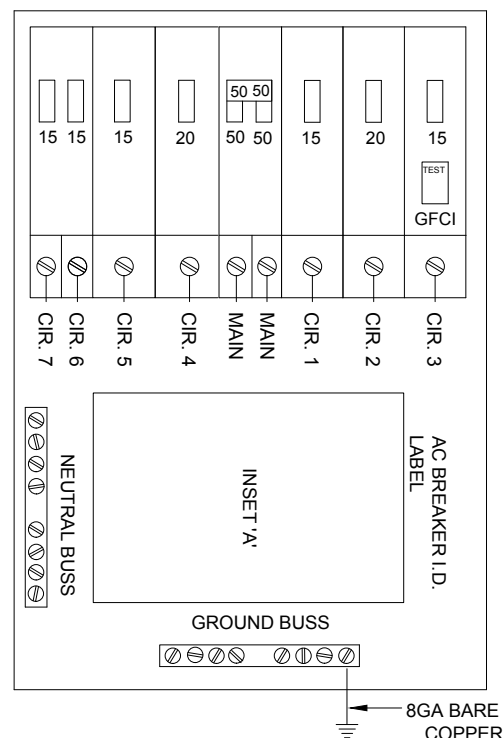 50 50
15 15 15 20 50 50 15 20 15
TEST
GFCI
CIR. 7
CIR. 6
CIR. 5
CIR. 4
MAIN
MAIN
CIR. 1
CIR. 2
CIR. 3
NEUTRAL BUSS
INSET 'A'
AC BREAKER I.D.
LABEL
GROUND BUSS
8GA BARE
COPPER